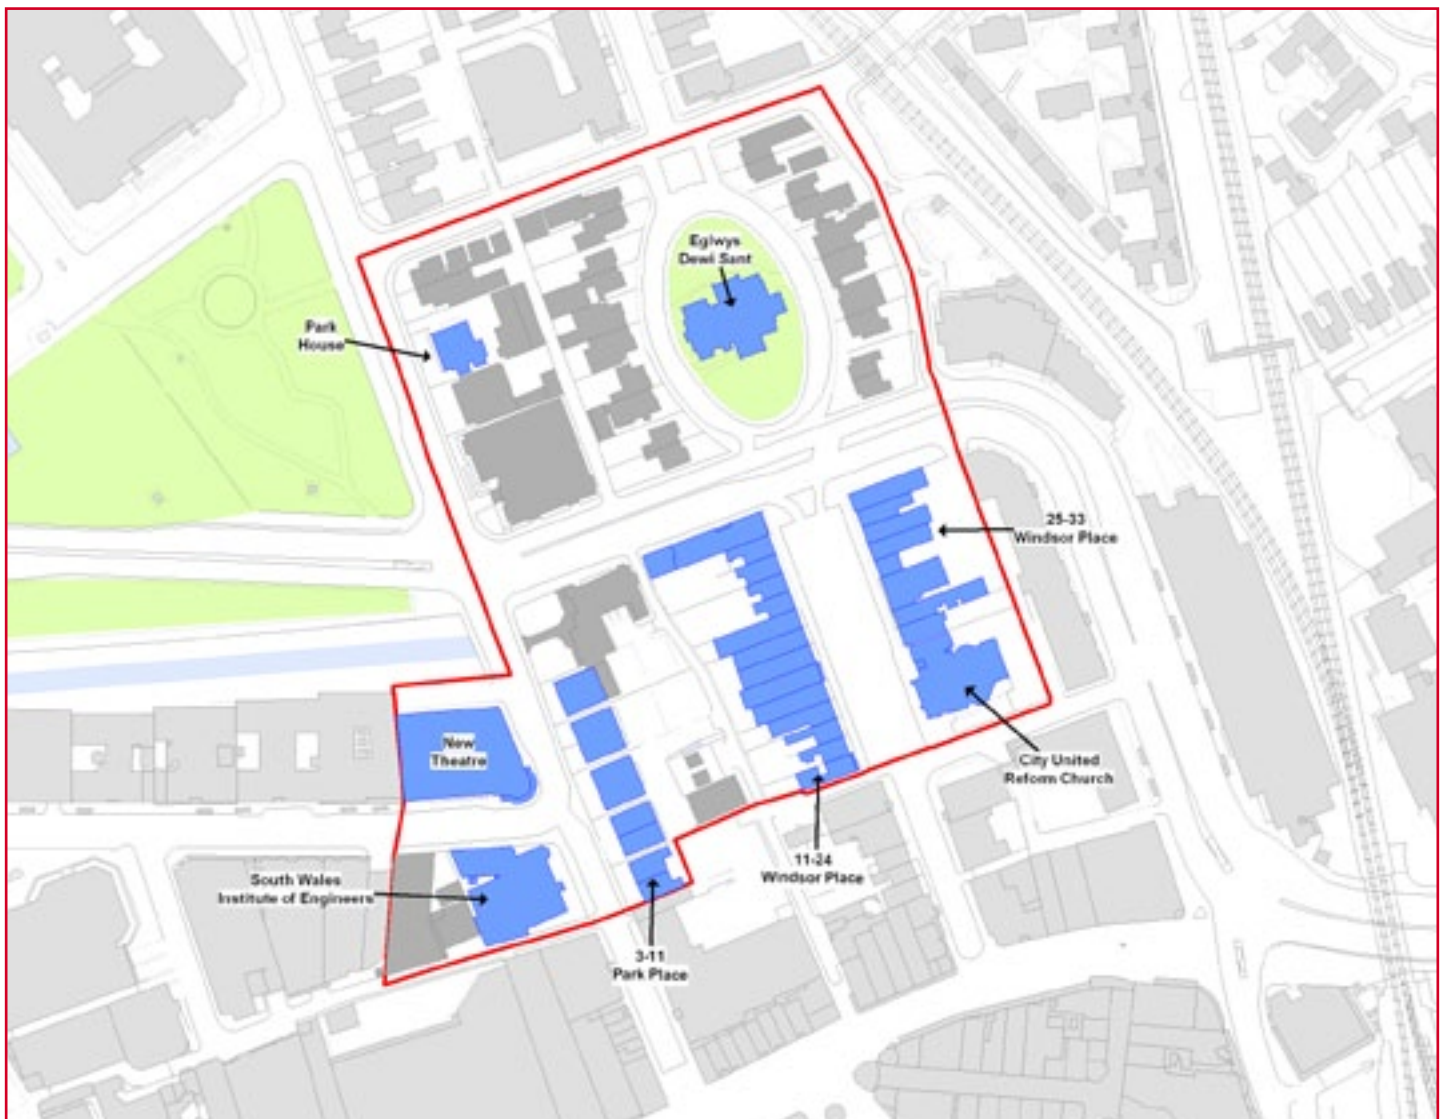 Eglwys
Dewi Sant
Park
House
25-33
Windsor Place
New
Theatre
City United
Reform Church
11-24
Windsor Place
South Wales
Institute of Engineers
3-11
Park Place